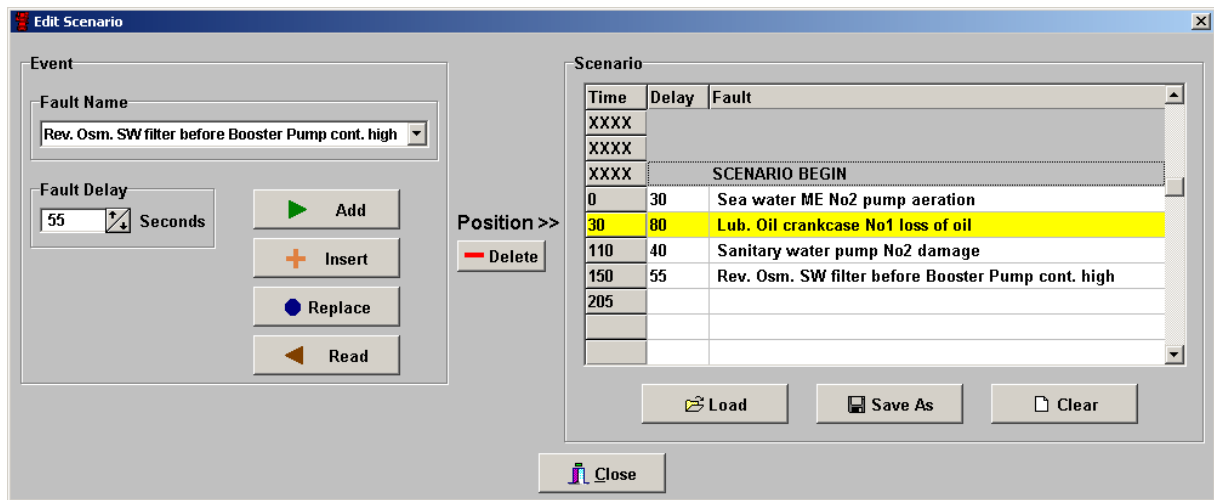 Edit Scenario
Event
Fault Name
Rev. Osm. SW filter before Booster Pump cont. high
Fault Delay
55 Seconds
Add
Insert
Replace
Read
Position >>
Delete
Scenario
Time Delay Fault
XXXX
XXXX
XXXX SCENARIO BEGIN
0 30 Sea water ME No2 pump aeration
30 80 Lub. Oil crankcase No1 loss of oil
110 40 Sanitary water pump No2 damage
150 55 Rev. Osm. SW filter before Booster Pump cont. high
205
Load Save As Clear
Close